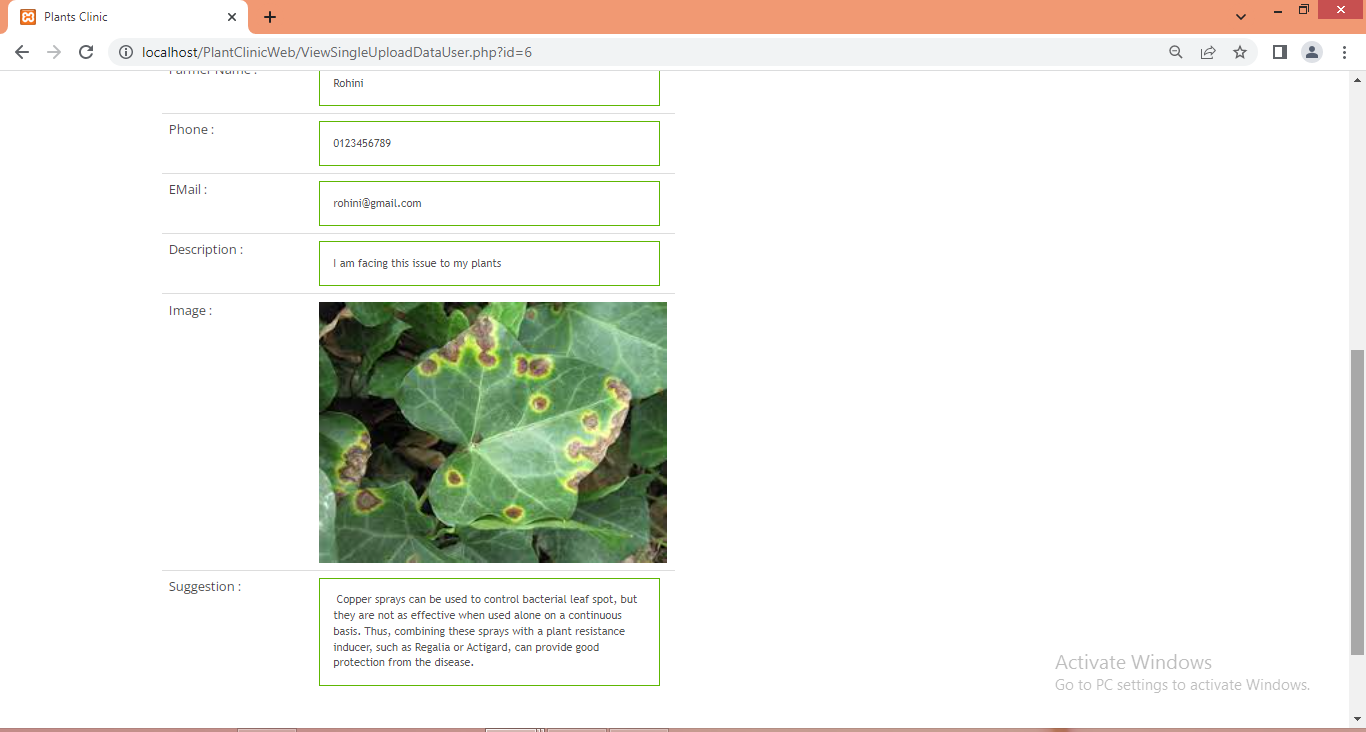 Plants Clinic
localhost/PlantClinicWeb/ViewSingleUploadDataUser.php?id=6
Farmer Name :
Rohini
Phone :
0123456789
EMail :
rohini@gmail.com
Description :
I am facing this issue to my plants
Image :
Suggestion :
Copper sprays can be used to control bacterial leaf spot, but
they are not as effective when used alone on a continuous
basis. Thus, combining these sprays with a plant resistance
inducer, such as Regalia or Actigard, can provide good
protection from the disease.
Activate Windows
Go to PC settings to activate Windows.